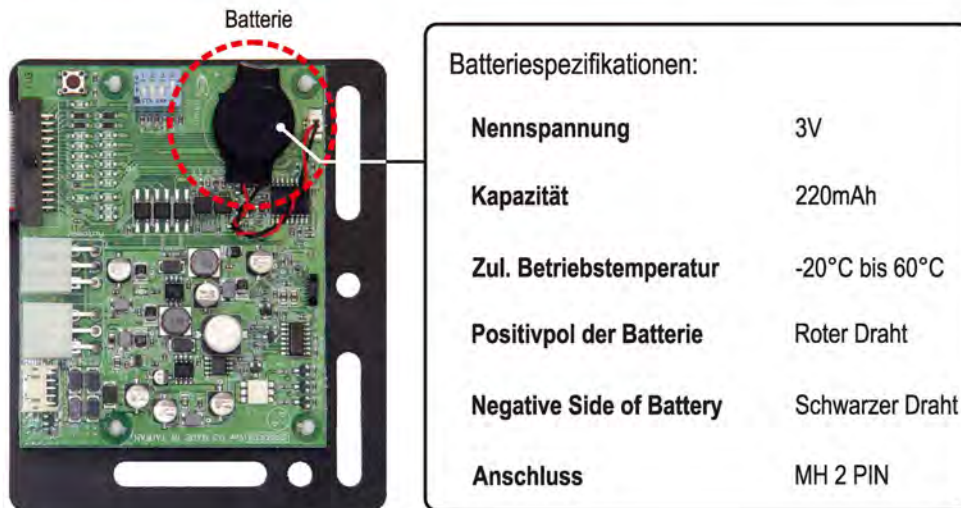 Batterie
Batteriespezifikationen:
Nennspannung 3V
Kapazität 220mAh
Zul. Betriebstemperatur -20°C bis 60°C
Positivpol der Batterie Roter Draht
Negative Side of Battery Schwarzer Draht
Anschluss MH 2 PIN